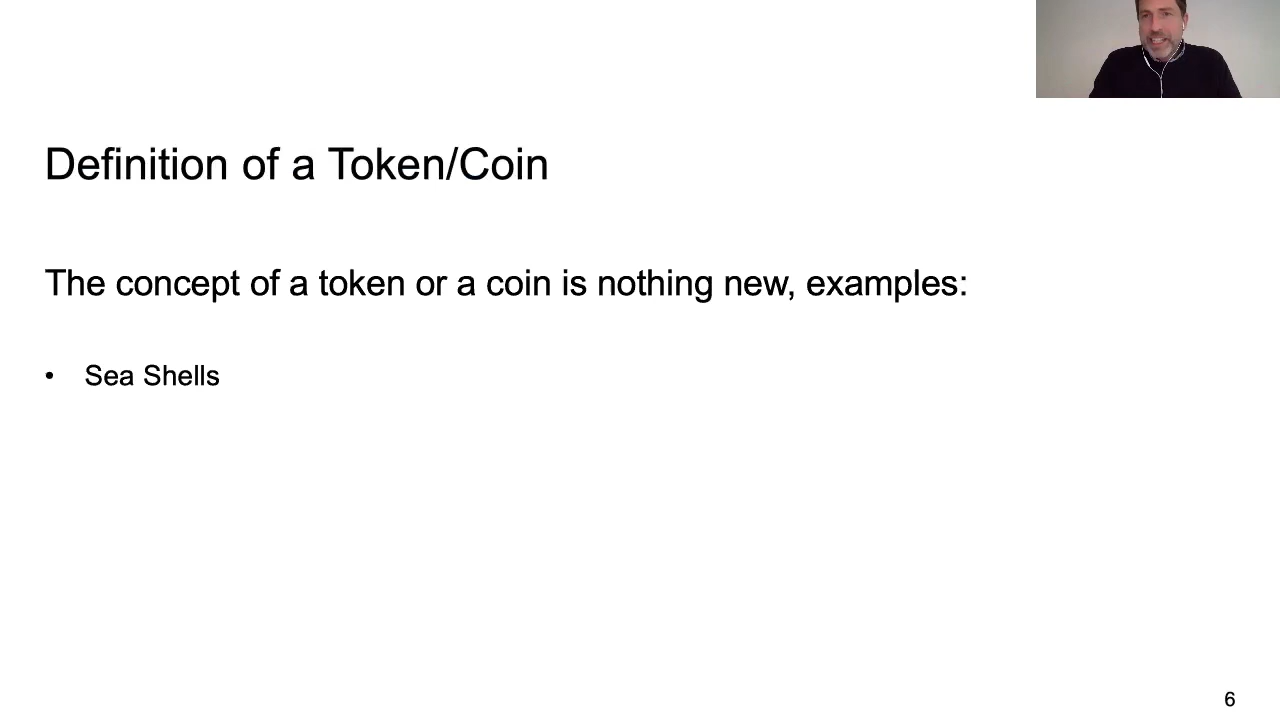 Definition of a Token/Coin
The concept of a token or a coin is nothing new, examples:
• Sea Shells
6